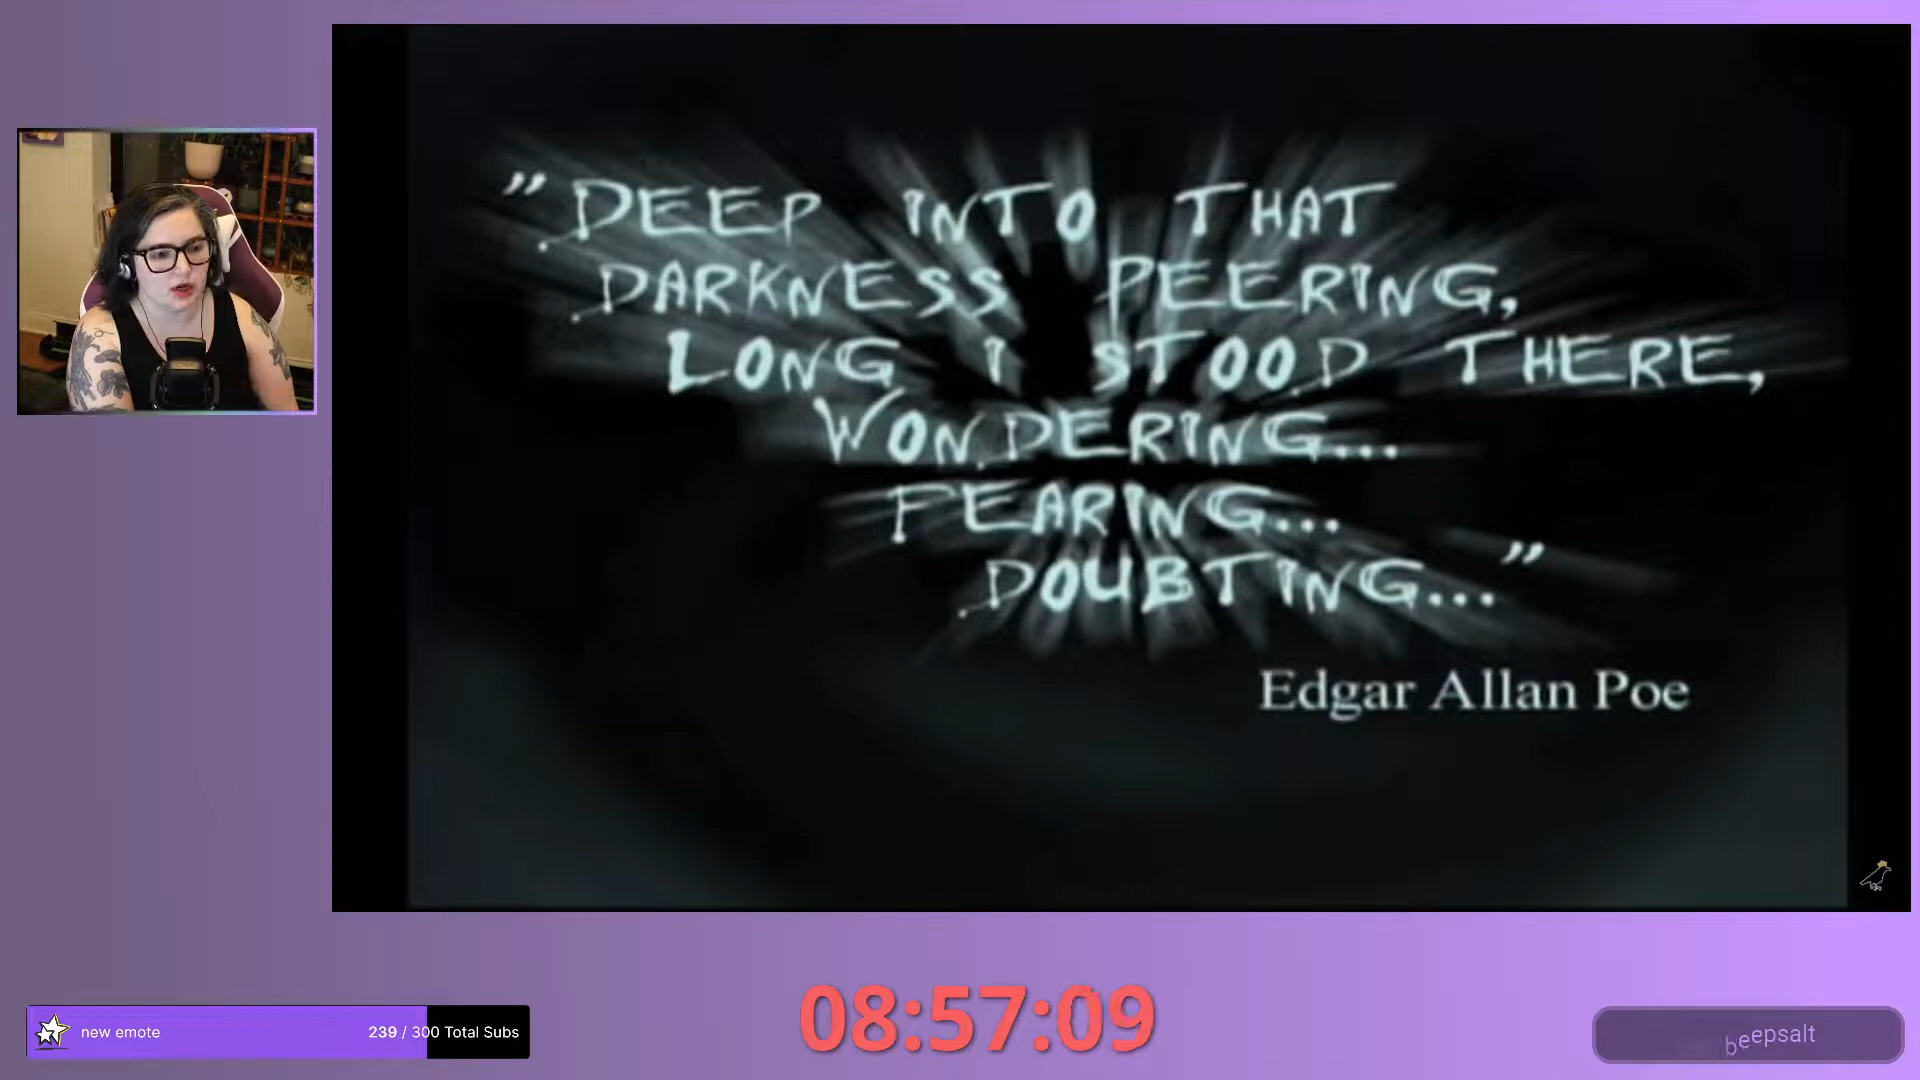 ”DEEP INTO THAT
DARKNESS PEERING,
LONG I STOOD THERE,
WONDERING...
FEARING...
DOUBTING...”
Edgar Allan Poe
new emote 239 / 300 Total Subs
08:57:09
beepsalt